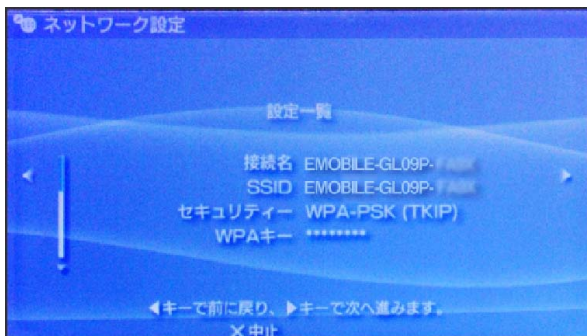 ネットワーク設定
設定一覧
接続名 EMOBILE-GL09P-
SSID EMOBILE-GL09P-
セキュリティー WPA-PSK (TKIP)
WPAキー ********
◀キーで前に戻り、▶キーで次へ進みます。
✕中止